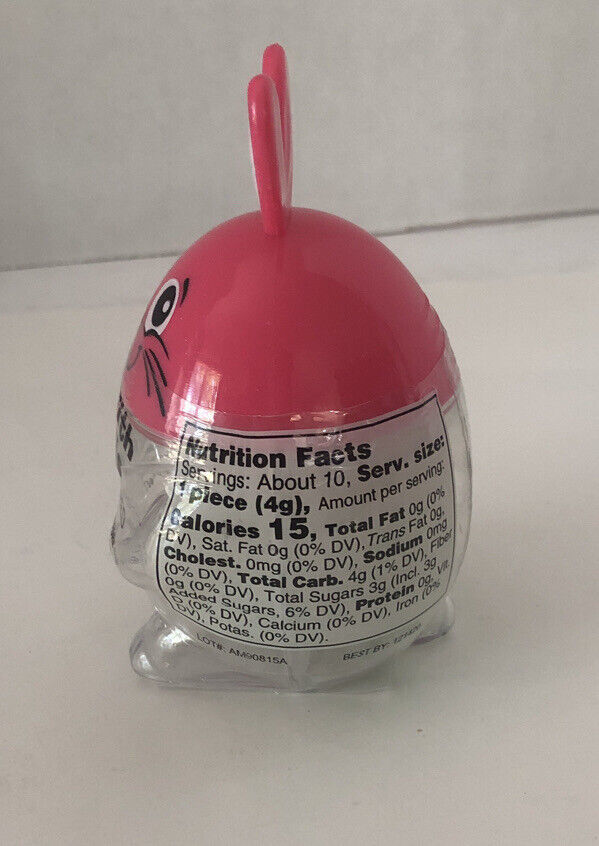 ith
Nutrition Facts
Servings: About 10, Serv. size:
1 piece (4g), Amount per serving:
Calories 15, Total Fat 0g (0%
DV), Sat. Fat 0g (0% DV), Trans Fat 0g,
Cholest. 0mg (0% DV), Sodium 0mg
(0% DV), Total Carb. 4g (1% DV), Fiber
0g (0% DV), Total Sugars 3g (Incl. 3g
Added Sugars, 6% DV), Protein 0g, Vit.
D (0% DV), Calcium (0% DV), Iron (0%
DV), Potas. (0% DV).
LOT#: AM90815A
BEST BY: